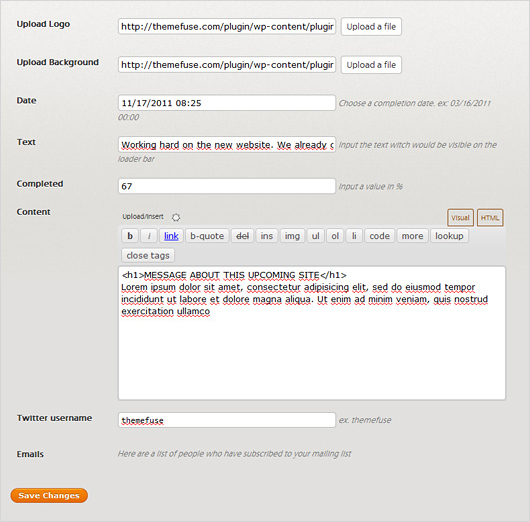 Upload Logo http://themefuse.com/plugin/wp-content/plugin Upload a file
Upload Background http://themefuse.com/plugin/wp-content/plugin Upload a file
Date 11/17/2011 08:25 Choose a completion date. ex: 03/16/2011
00:00
Text Working hard on the new website. We already Input the text witch would be visible on the
loader bar
Completed 67 Input a value in %
Content Upload/Insert Visual HTML
b i link b-quote del ins img ul ol li code more lookup
close tags
<h1>MESSAGE ABOUT THIS UPCOMING SITE</h1>
Lorem ipsum dolor sit amet, consectetur adipisicing elit, sed do eiusmod tempor
incididunt ut labore et dolore magna aliqua. Ut enim ad minim veniam, quis nostrud
exercitation ullamco
Twitter username themefuse ex. themefuse
Emails Here are a list of people who have subscribed to your mailing list
Save Changes